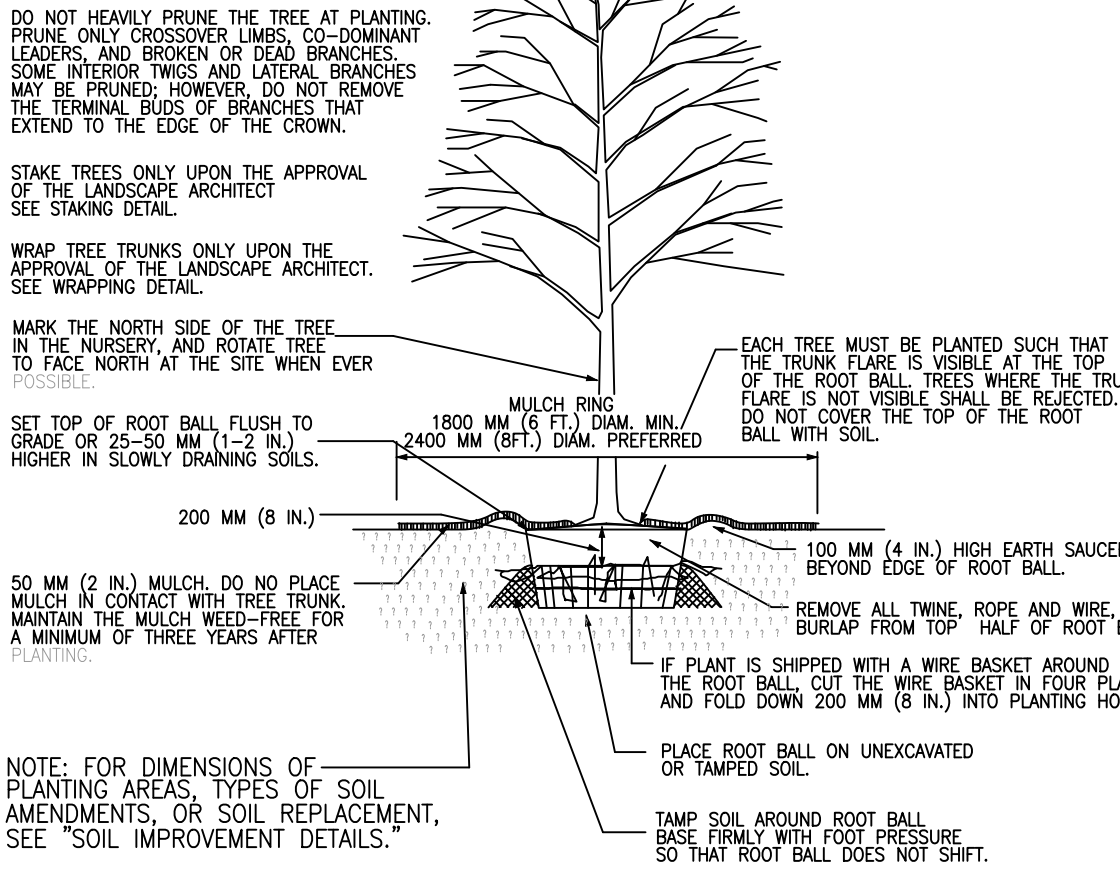 DO NOT HEAVILY PRUNE THE TREE AT PLANTING.
PRUNE ONLY CROSSOVER LIMBS, CO-DOMINANT
LEADERS, AND BROKEN OR DEAD BRANCHES.
SOME INTERIOR TWIGS AND LATERAL BRANCHES
MAY BE PRUNED; HOWEVER, DO NOT REMOVE
THE TERMINAL BUDS OF BRANCHES THAT
EXTEND TO THE EDGE OF THE CROWN.
STAKE TREES ONLY UPON THE APPROVAL
OF THE LANDSCAPE ARCHITECT
SEE STAKING DETAIL.
WRAP TREE TRUNKS ONLY UPON THE
APPROVAL OF THE LANDSCAPE ARCHITECT.
SEE WRAPPING DETAIL.
MARK THE NORTH SIDE OF THE TREE
IN THE NURSERY, AND ROTATE TREE
TO FACE NORTH AT THE SITE WHEN EVER
POSSIBLE.
SET TOP OF ROOT BALL FLUSH TO
GRADE OR 25-50 MM (1-2 IN.)
HIGHER IN SLOWLY DRAINING SOILS.
200 MM (8 IN.)
50 MM (2 IN.) MULCH. DO NO PLACE
MULCH IN CONTACT WITH TREE TRUNK.
MAINTAIN THE MULCH WEED-FREE FOR
A MINIMUM OF THREE YEARS AFTER
PLANTING.
NOTE: FOR DIMENSIONS OF
PLANTING AREAS, TYPES OF SOIL
AMENDMENTS, OR SOIL REPLACEMENT,
SEE "SOIL IMPROVEMENT DETAILS."
MULCH RING
1800 MM (6 FT.) DIAM. MIN.
2400 MM (8FT.) DIAM. PREFERRED
EACH TREE MUST BE PLANTED SUCH THAT
THE TRUNK FLARE IS VISIBLE AT THE TOP
OF THE ROOT BALL. TREES WHERE THE TRU
FLARE IS NOT VISIBLE SHALL BE REJECTED.
DO NOT COVER THE TOP OF THE ROOT
BALL WITH SOIL.
100 MM (4 IN.) HIGH EARTH SAUCE
BEYOND EDGE OF ROOT BALL.
REMOVE ALL TWINE, ROPE AND WIRE,
BURLAP FROM TOP HALF OF ROOT
IF PLANT IS SHIPPED WITH A WIRE BASKET AROUND
THE ROOT BALL, CUT THE WIRE BASKET IN FOUR PLA
AND FOLD DOWN 200 MM (8 IN.) INTO PLANTING HO
PLACE ROOT BALL ON UNEXCAVATED
OR TAMPED SOIL.
TAMP SOIL AROUND ROOT BALL
BASE FIRMLY WITH FOOT PRESSURE
SO THAT ROOT BALL DOES NOT SHIFT.